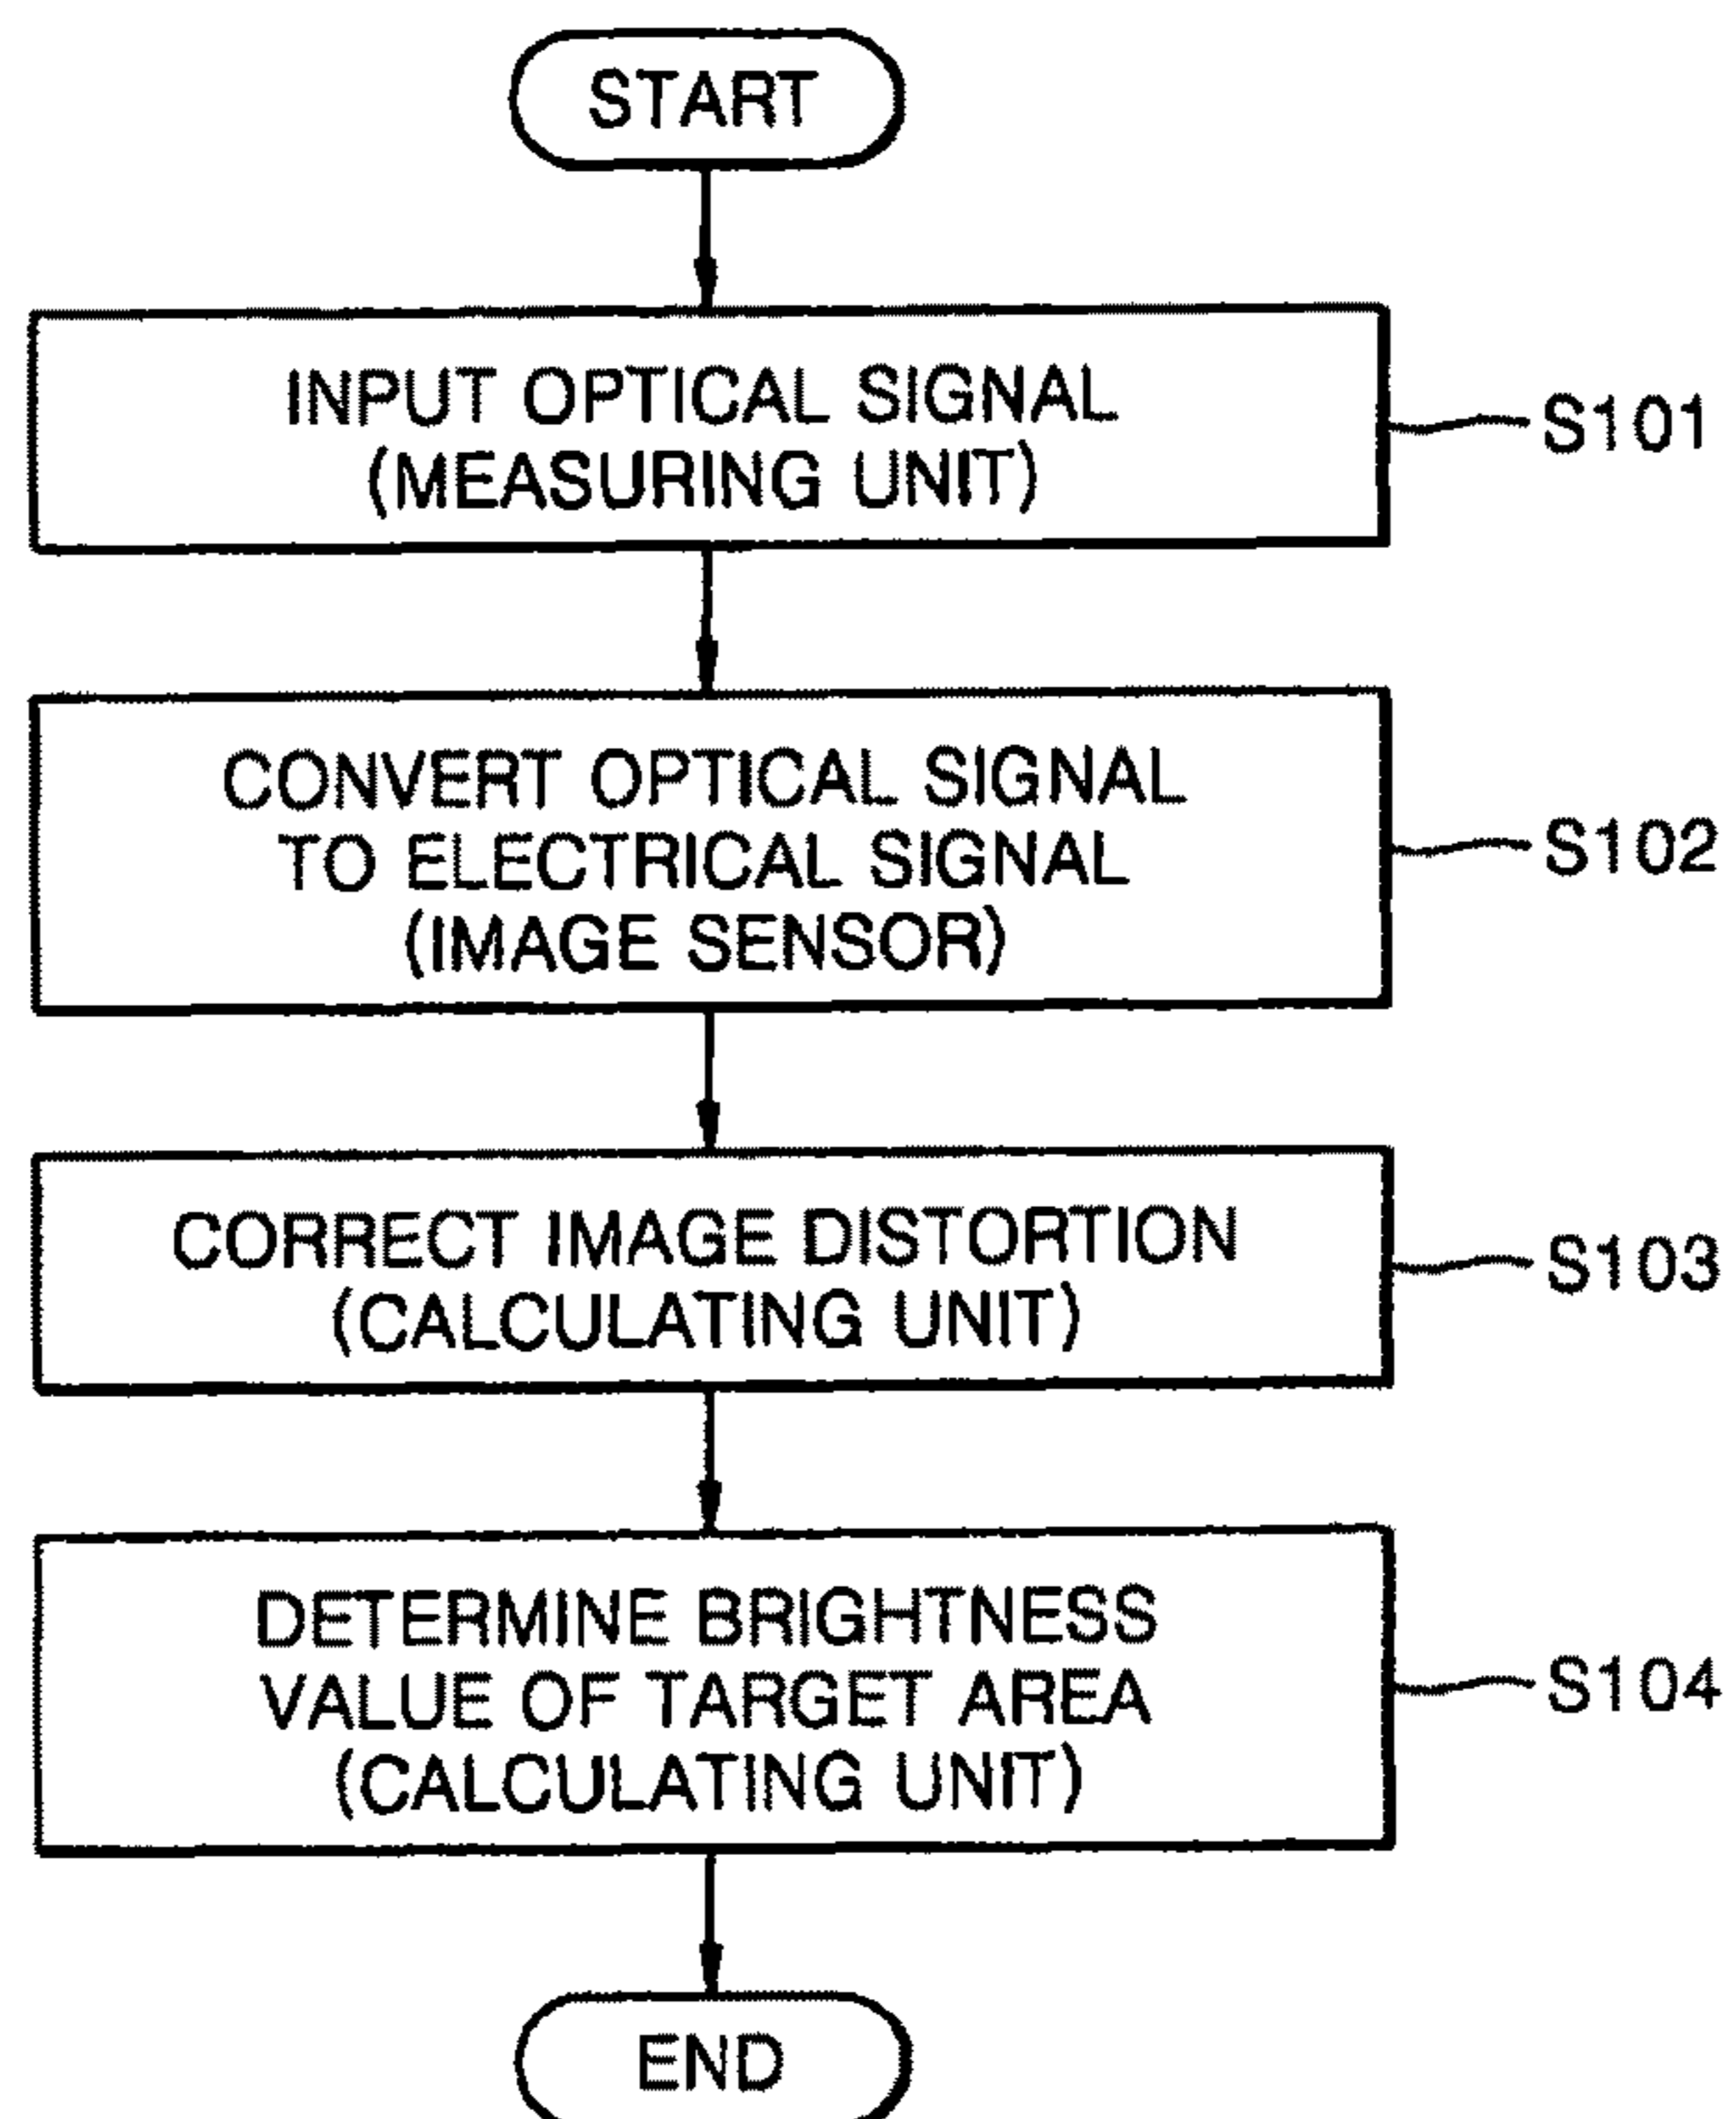 START
INPUT OPTICAL SIGNAL
(MEASURING UNIT)
S101
CONVERT OPTICAL SIGNAL
TO ELECTRICAL SIGNAL
(IMAGE SENSOR)
S102
CORRECT IMAGE DISTORTION
(CALCULATING UNIT)
S103
DETERMINE BRIGHTNESS
VALUE OF TARGET AREA
(CALCULATING UNIT)
S104
END